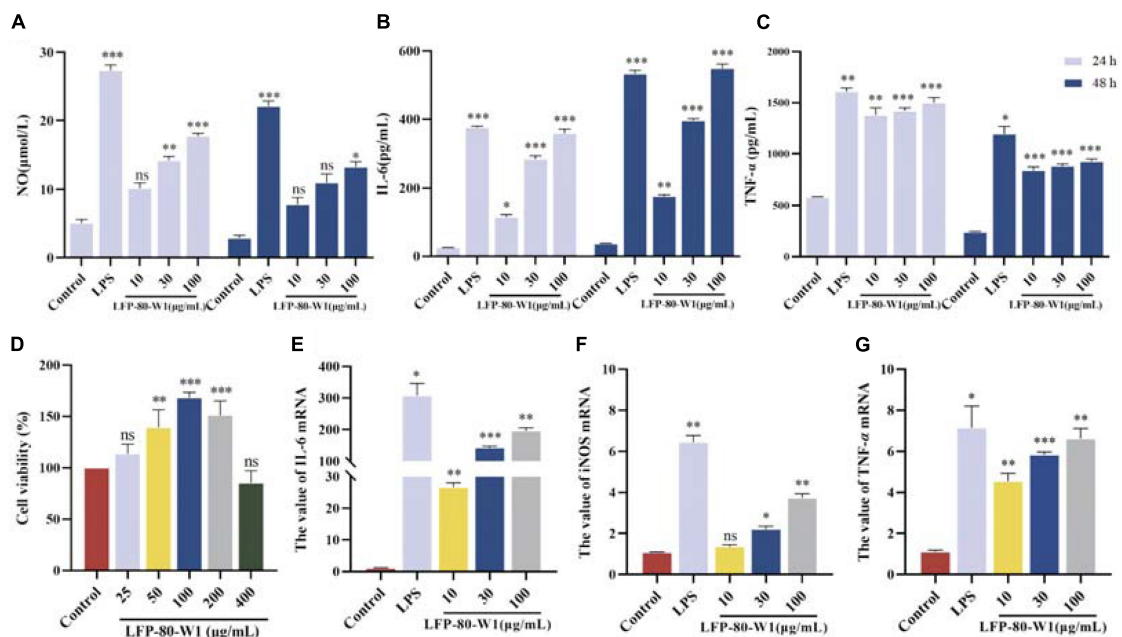 A
NO(μmol/L)
30
20
10
0
***
***
ns
**
***
ns
ns
*
Control
LPS
10
30
100
Control
LPS
10
30
100
LFP-80-W1(μg/mL)
LFP-80-W1(μg/mL)
B
IL-6(pg/mL)
600
400
200
0
***
*
***
***
***
**
***
***
Control
LPS
10
30
100
Control
LPS
10
30
100
LFP-80-W1(μg/mL)
LFP-80-W1(μg/mL)
C
TNF-α (pg/mL)
2000
1500
1000
500
0
**
**
***
***
*
***
***
***
24 h
48 h
Control
LPS
10
30
100
Control
LPS
10
30
100
LFP-80-W1(μg/mL)
LFP-80-W1(μg/mL)
D
Cell viability (%)
200
150
100
50
0
ns
**
***
***
ns
Control
25
50
100
200
400
LFP-80-W1 (μg/mL)
E
The value of IL-6 mRNA
400
300
200
100
30
20
10
0
*
**
***
**
Control
LPS
10
30
100
LFP-80-W1(μg/mL)
F
The value of iNOS mRNA
10
8
6
4
2
0
**
ns
*
**
Control
LPS
10
30
100
LFP-80-W1(μg/mL)
G
The value of TNF-α mRNA
10
8
6
4
2
0
*
**
***
**
Control
LPS
10
30
100
LFP-80-W1(μg/mL)